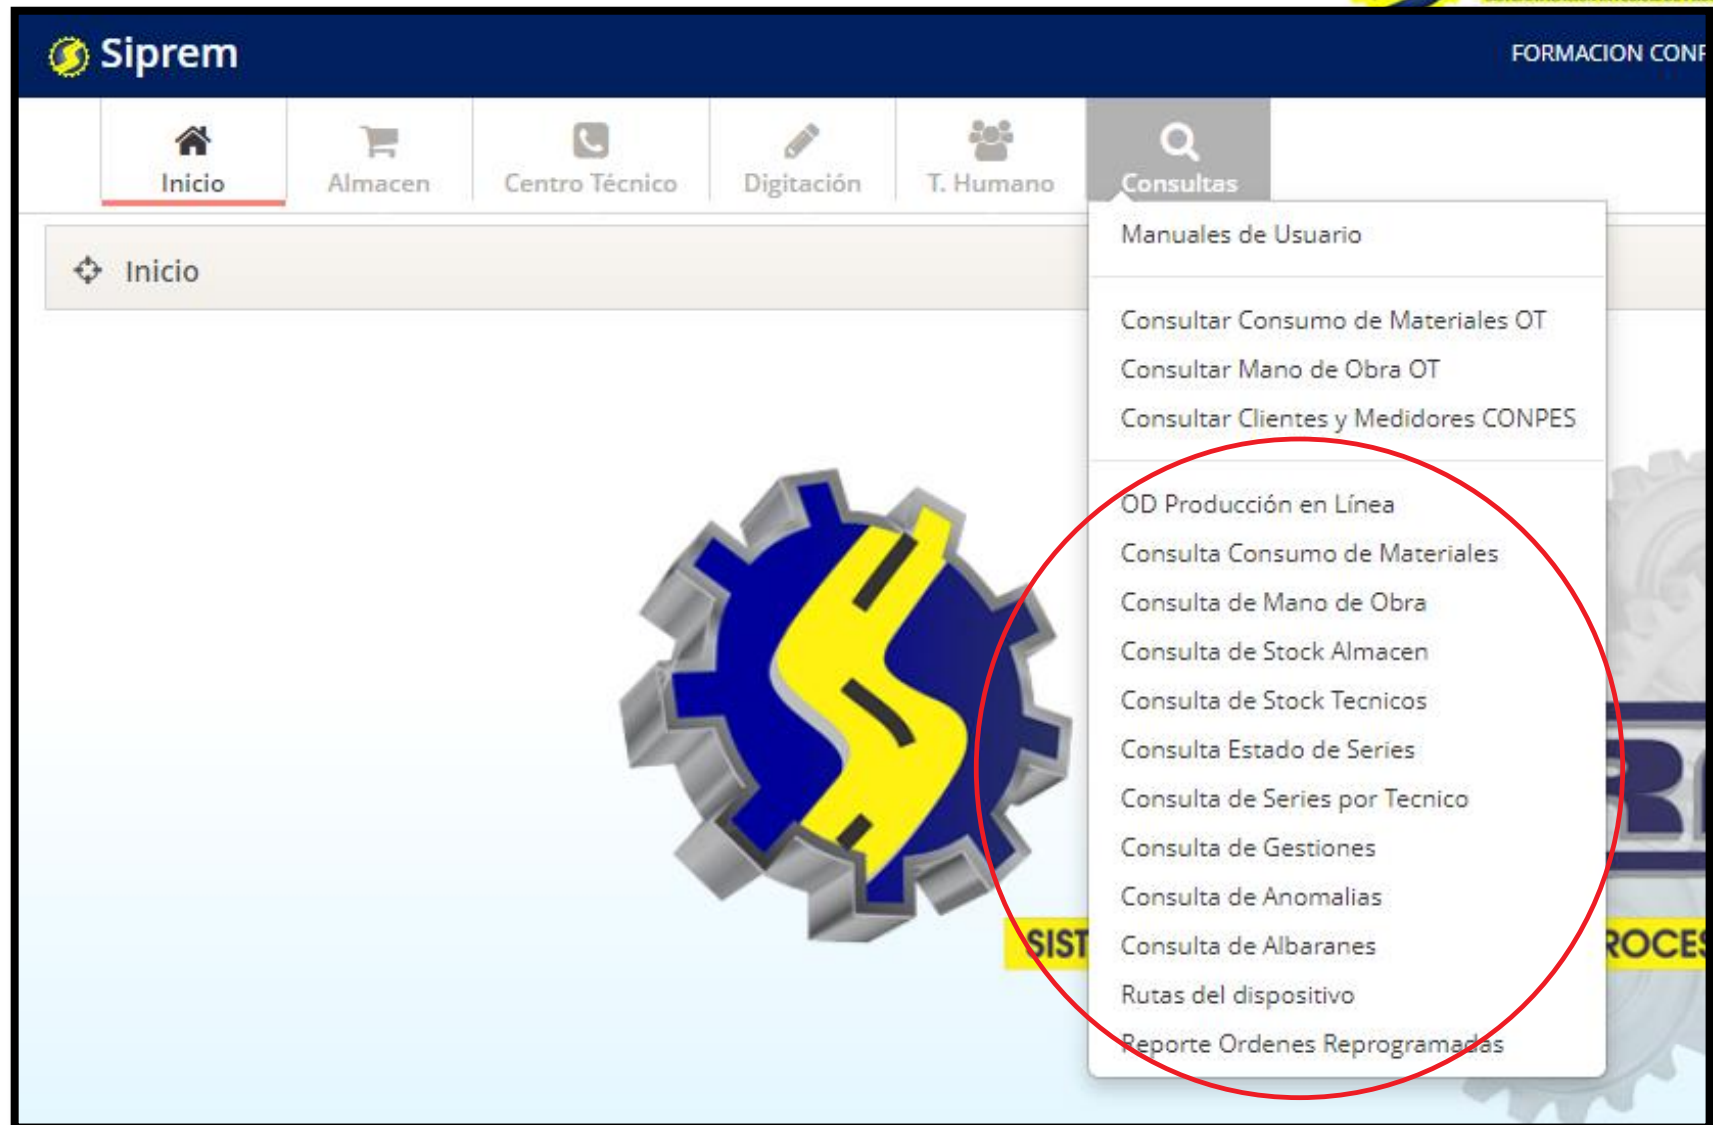 Siprem
FORMACION CONF
Inicio
Almacen
Centro Técnico
Digitación
T. Humano
Consultas
Inicio
Manuales de Usuario
Consultar Consumo de Materiales OT
Consultar Mano de Obra OT
Consultar Clientes y Medidores CONPES
OD Producción en Línea
Consulta Consumo de Materiales
Consulta de Mano de Obra
Consulta de Stock Almacen
Consulta de Stock Tecnicos
Consulta Estado de Series
Consulta de Series por Tecnico
Consulta de Gestiones
Consulta de Anomalias
Consulta de Albaranes
Rutas del dispositivo
Reporte Ordenes Reprogramadas
SIST
ROCES